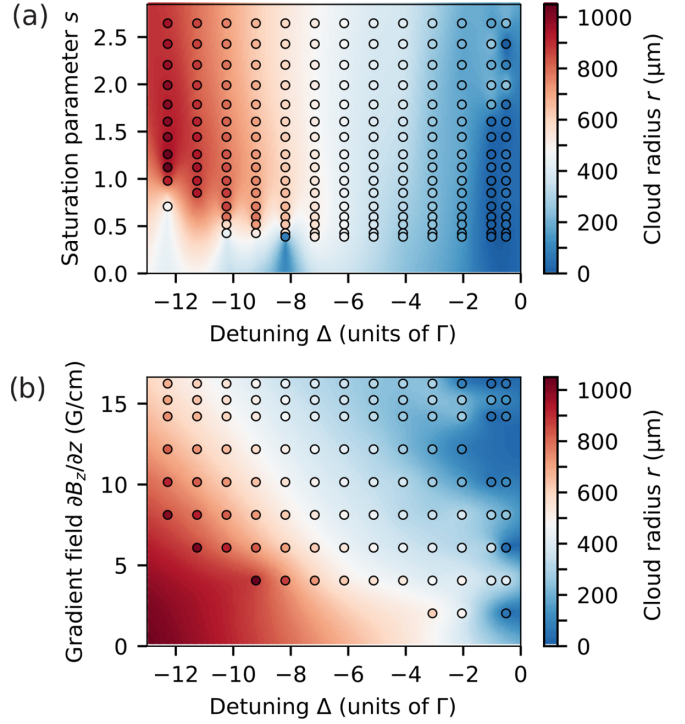 (a)
Saturation parameter s
2.5
2.0
1.5
1.0
0.5
0.0
−12 −10 −8 −6 −4 −2 0
Detuning Δ (units of Γ)
1000
800
600
400
200
0
Cloud radius r (μm)
(b)
Gradient field ∂B_z/∂z (G/cm)
15
10
5
0
−12 −10 −8 −6 −4 −2 0
Detuning Δ (units of Γ)
1000
800
600
400
200
0
Cloud radius r (μm)